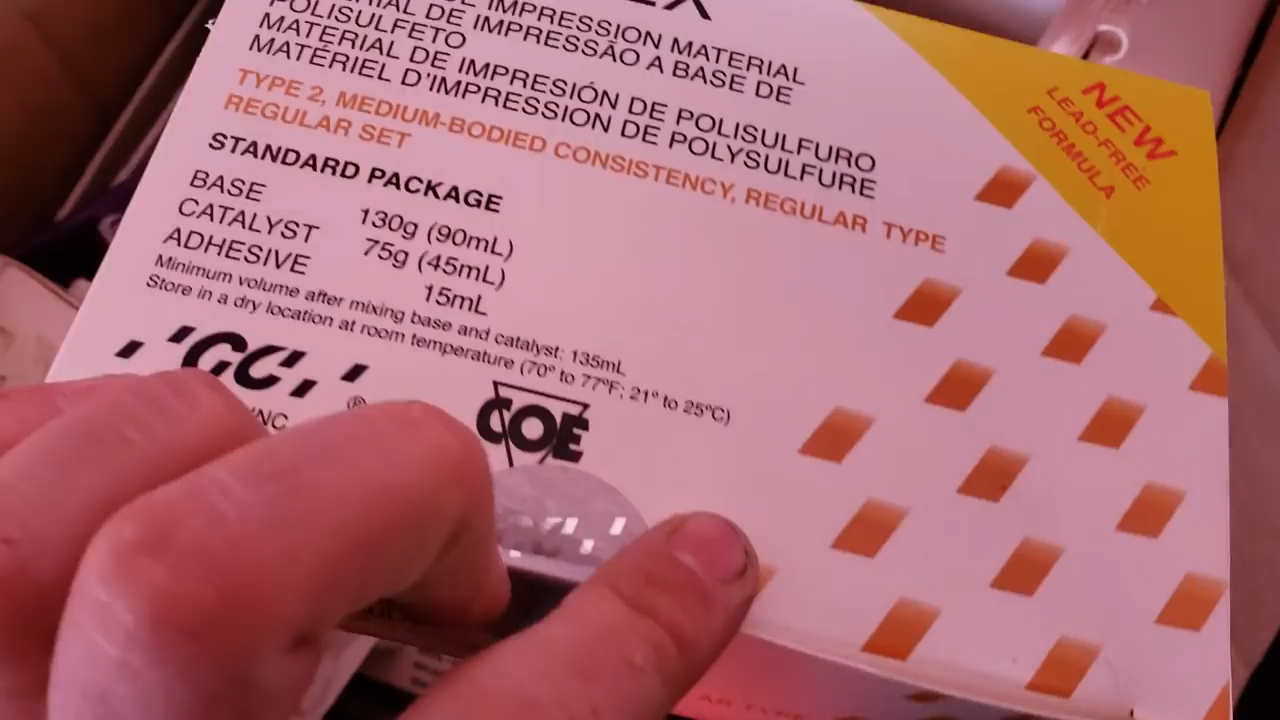 IMPRESSION MATERIAL
DE IMPRESSÃO A BASE DE
POLISULFETO
MATERIAL DE IMPRESIÓN DE POLISULFURO
MATÉRIEL D'IMPRESSION DE POLYSULFURE
TYPE 2, MEDIUM-BODIED CONSISTENCY, REGULAR TYPE
REGULAR SET
STANDARD PACKAGE
BASE 130g (90mL)
CATALYST 75g (45mL)
ADHESIVE 15mL
Minimum volume after mixing base and catalyst: 135mL
Store in a dry location at room temperature (70° to 77°F; 21° to 25°C)
GC ®
INC
COE
NEW
LEAD-FREE
FORMULA